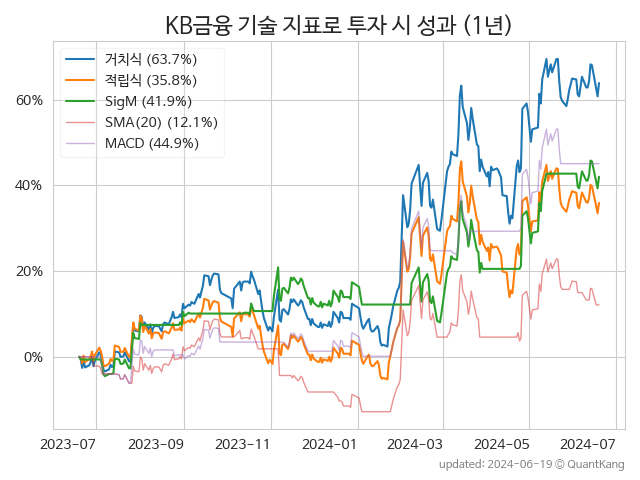 KB금융 기술 지표로 투자 시 성과 (1년)
거치식 (63.7%)
적립식 (35.8%)
SigM (41.9%)
SMA(20) (12.1%)
MACD (44.9%)
60%
40%
20%
0%
2023-07 2023-09 2023-11 2024-01 2024-03 2024-05 2024-07
updated: 2024-06-19 © QuantKang